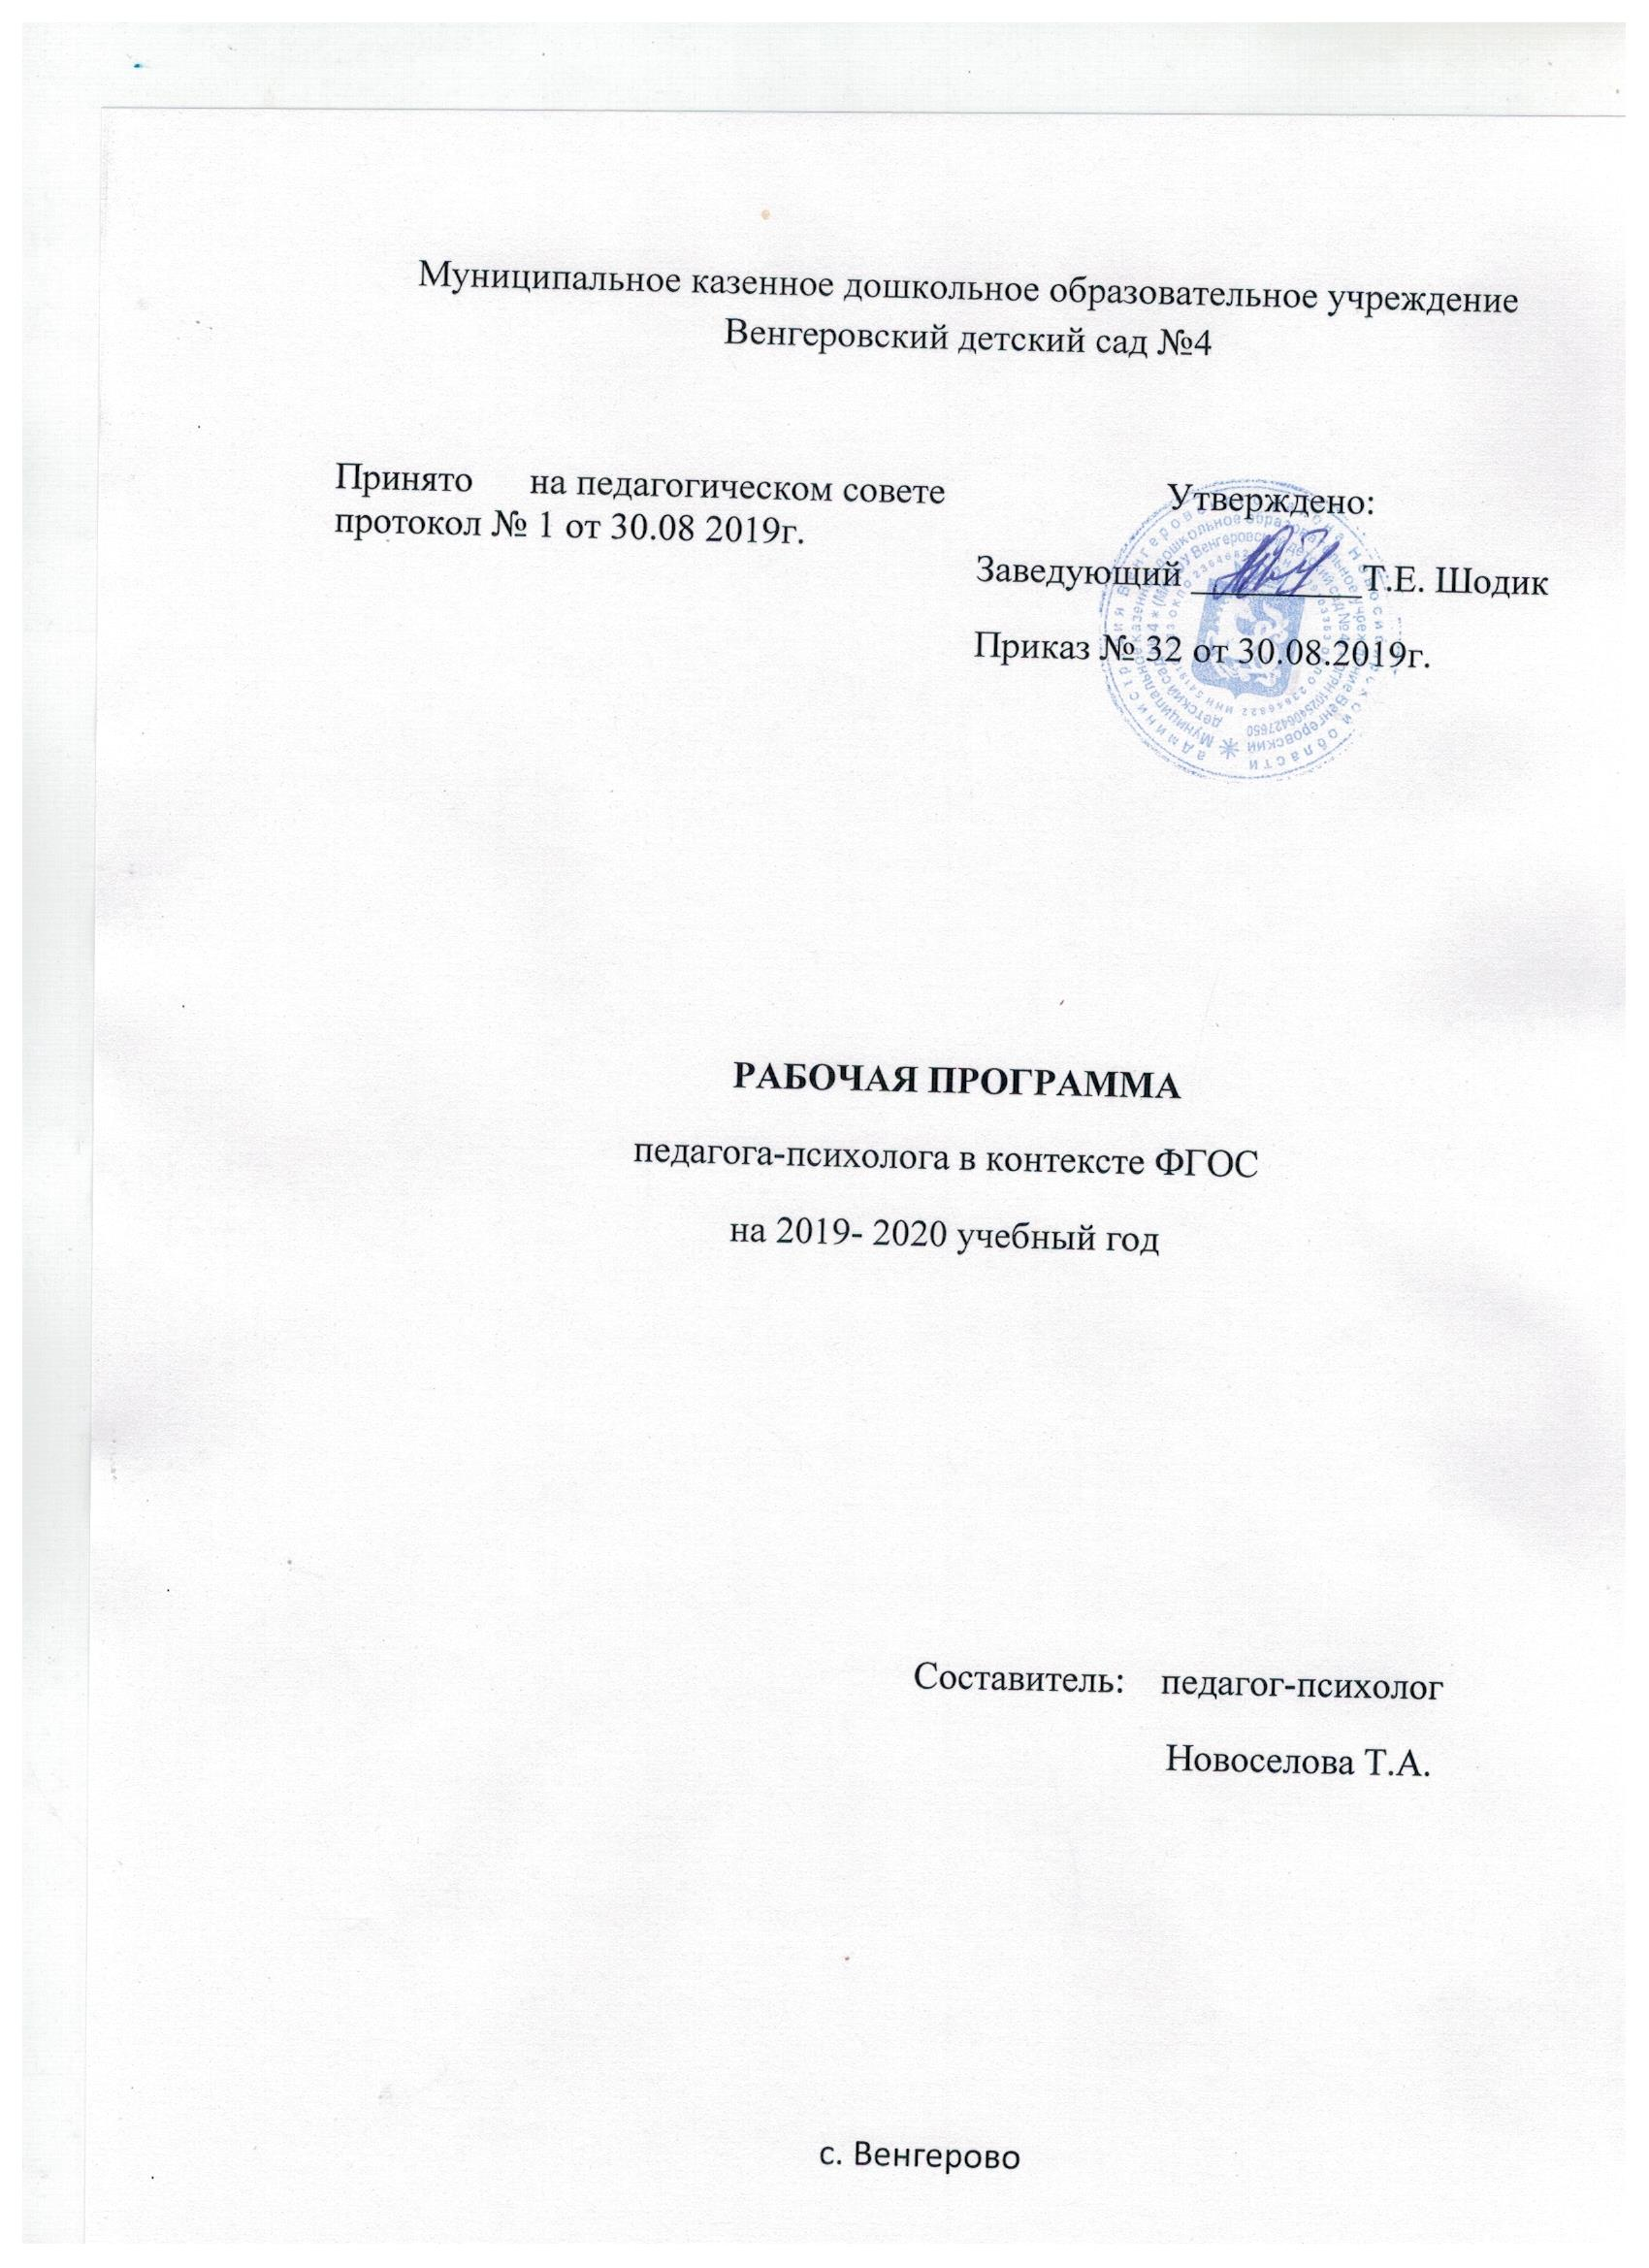 Муниципальное казенное дошкольное образовательное учреждение
Венгеровский детский сад №4
Принято на педагогическом совете
протокол № 1 от 30.08 2019г.
Утверждено:
Заведующий Т.Е. Шодик
Приказ № 32 от 30.08.2019г.
РАБОЧАЯ ПРОГРАММА
педагога-психолога в контексте ФГОС
на 2019- 2020 учебный год
Составитель: педагог-психолог
Новоселова Т.А.
с. Венгерово